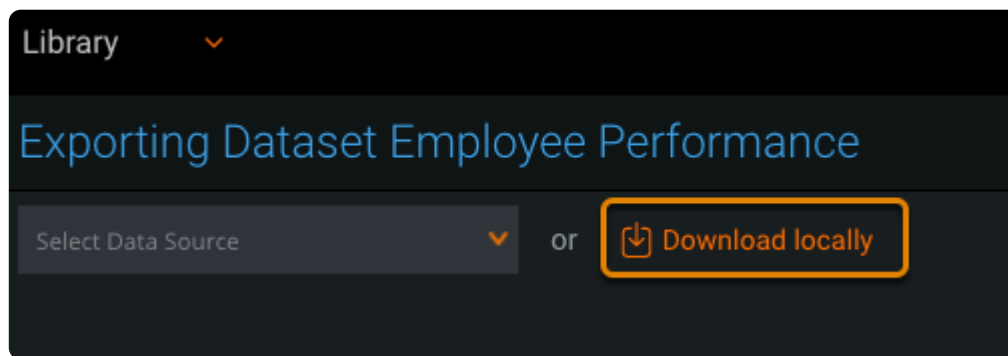 Library
Exporting Dataset Employee Performance
Select Data Source or Download locally